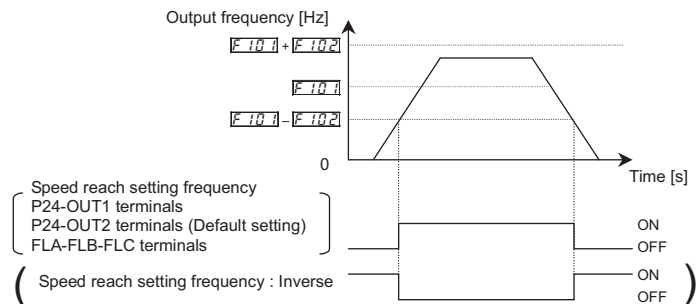 Output frequency [Hz]
F101 + F102
F101
F101 – F102
0
Time [s]
Speed reach setting frequency
P24-OUT1 terminals
P24-OUT2 terminals (Default setting)
FLA-FLB-FLC terminals
ON
OFF
Speed reach setting frequency : Inverse
ON
OFF